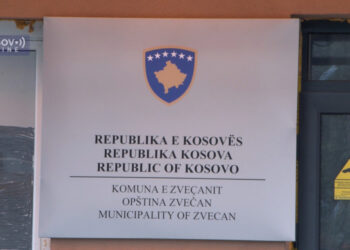 REPUBLIKA E KOSOVËS
REPUBLIKA KOSOVA
REPUBLIC OF KOSOVO
KOMUNA E ZVEÇANIT
OPŠTINA ZVEČAN
MUNICIPALITY OF ZVECAN